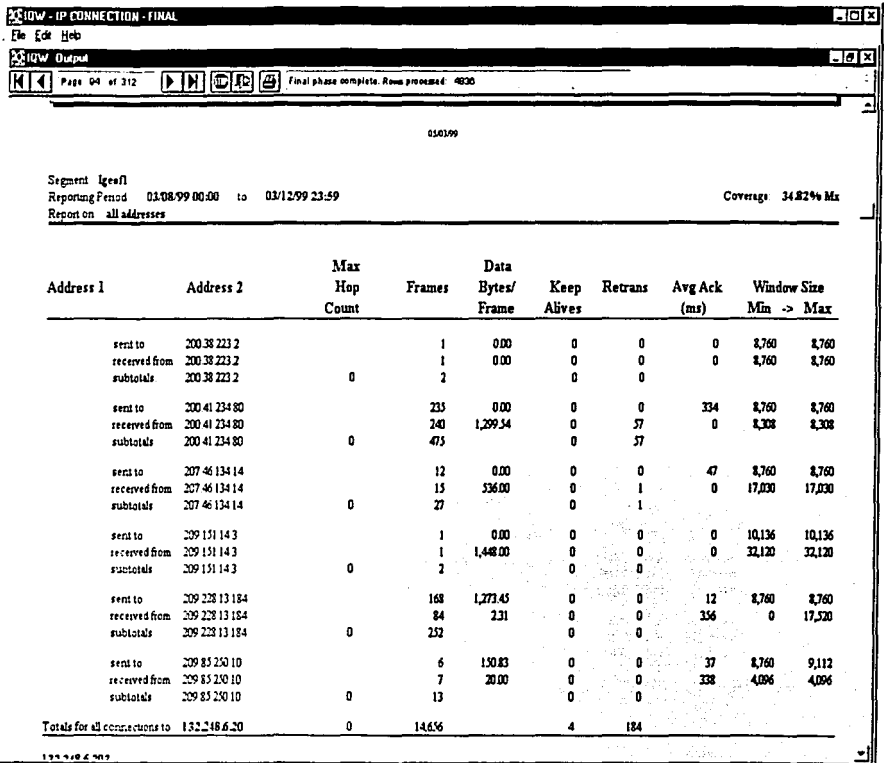 IQW - IP CONNECTION - FINAL
File Edit Help
IQW Output
Page 94 of 312 Final phase complete. Rows processed: 4836
05/03/99
Segment lgeafl
Reporting Period 03/08/99 00:00 to 03/12/99 23:59 Coverage: 34.82% Mx
Report on all addresses
Max Data
Address 1 Address 2 Hop Frames Bytes/ Keep Retrans Avg Ack Window Size
Count Frame Alives (ms) Min -> Max
sent to 200 38 223 2 1 0.00 0 0 0 8,760 8,760
received from 200 38 223 2 1 0.00 0 0 0 8,760 8,760
subtotals 200 38 223 2 0 2 0 0
sent to 200 41 234 80 235 0.00 0 0 334 8,760 8,760
received from 200 41 234 80 240 1,299.54 0 57 0 8,308 8,308
subtotals 200 41 234 80 0 475 0 57
sent to 207 46 134 14 12 0.00 0 0 47 8,760 8,760
received from 207 46 134 14 15 536.00 0 1 0 17,030 17,030
subtotals 207 46 134 14 0 27 0 1
sent to 209 151 14 3 1 0.00 0 0 0 10,136 10,136
received from 209 151 14 3 1 1,448.00 0 0 0 32,120 32,120
subtotals 209 151 14 3 0 2 0 0
sent to 209 228 13 184 168 1,273.45 0 0 12 8,760 8,760
received from 209 228 13 184 84 2.31 0 0 356 0 17,520
subtotals 209 228 13 184 0 252 0 0
sent to 209 85 250 10 6 150.83 0 0 37 8,760 9,112
received from 209 85 250 10 7 20.00 0 0 338 4,096 4,096
subtotals 209 85 250 10 0 13 0 0
Totals for all connections to 132.248.6.20 0 14,656 4 184